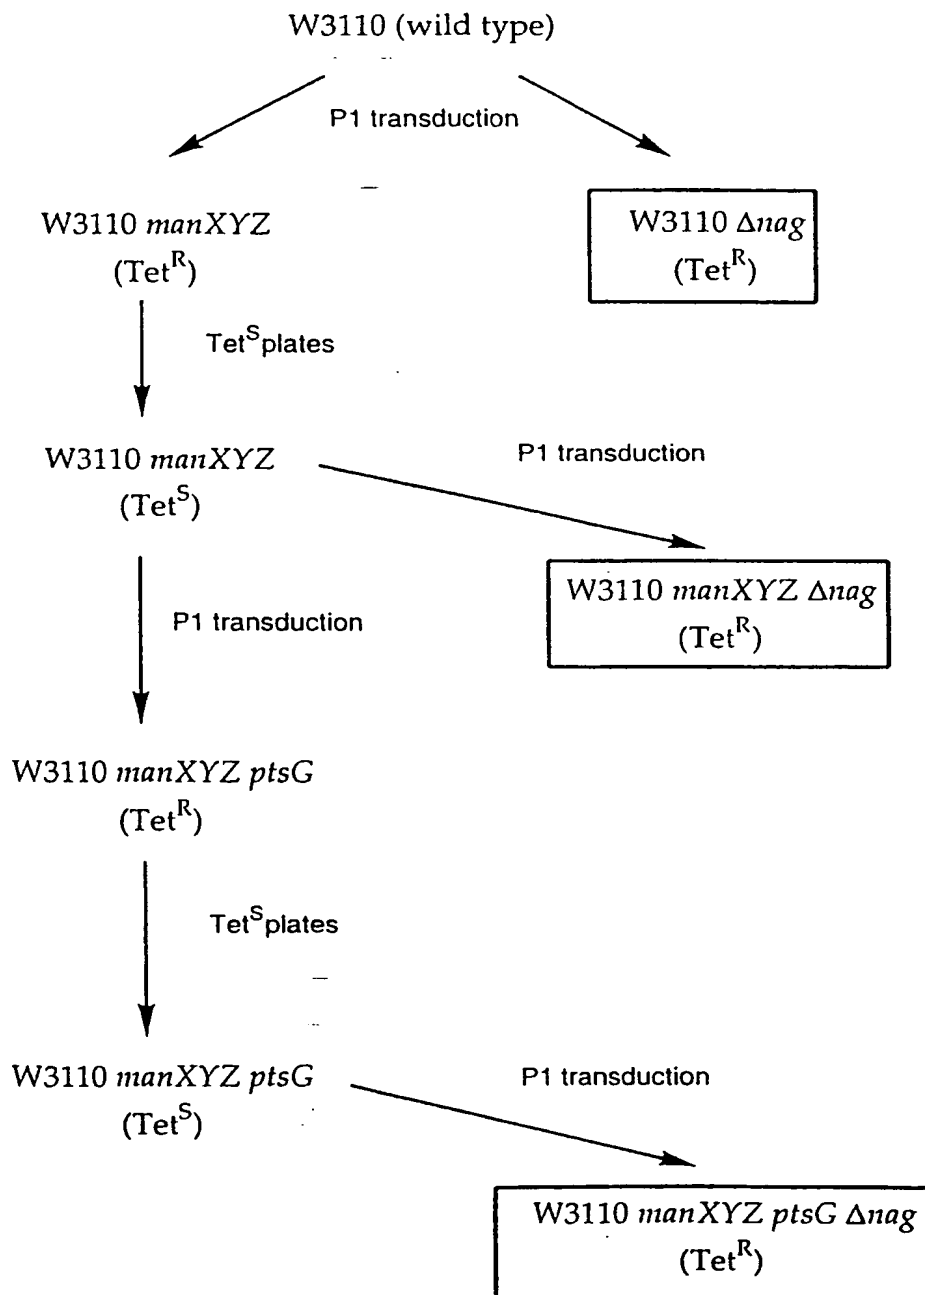 W3110 (wild type)
P1 transduction
W3110 manXYZ
(Tet^R)
W3110 Δnag
(Tet^R)
Tet^S plates
W3110 manXYZ
(Tet^S)
P1 transduction
W3110 manXYZ Δnag
(Tet^R)
P1 transduction
W3110 manXYZ ptsG
(Tet^R)
Tet^S plates
W3110 manXYZ ptsG
(Tet^S)
P1 transduction
W3110 manXYZ ptsG Δnag
(Tet^R)